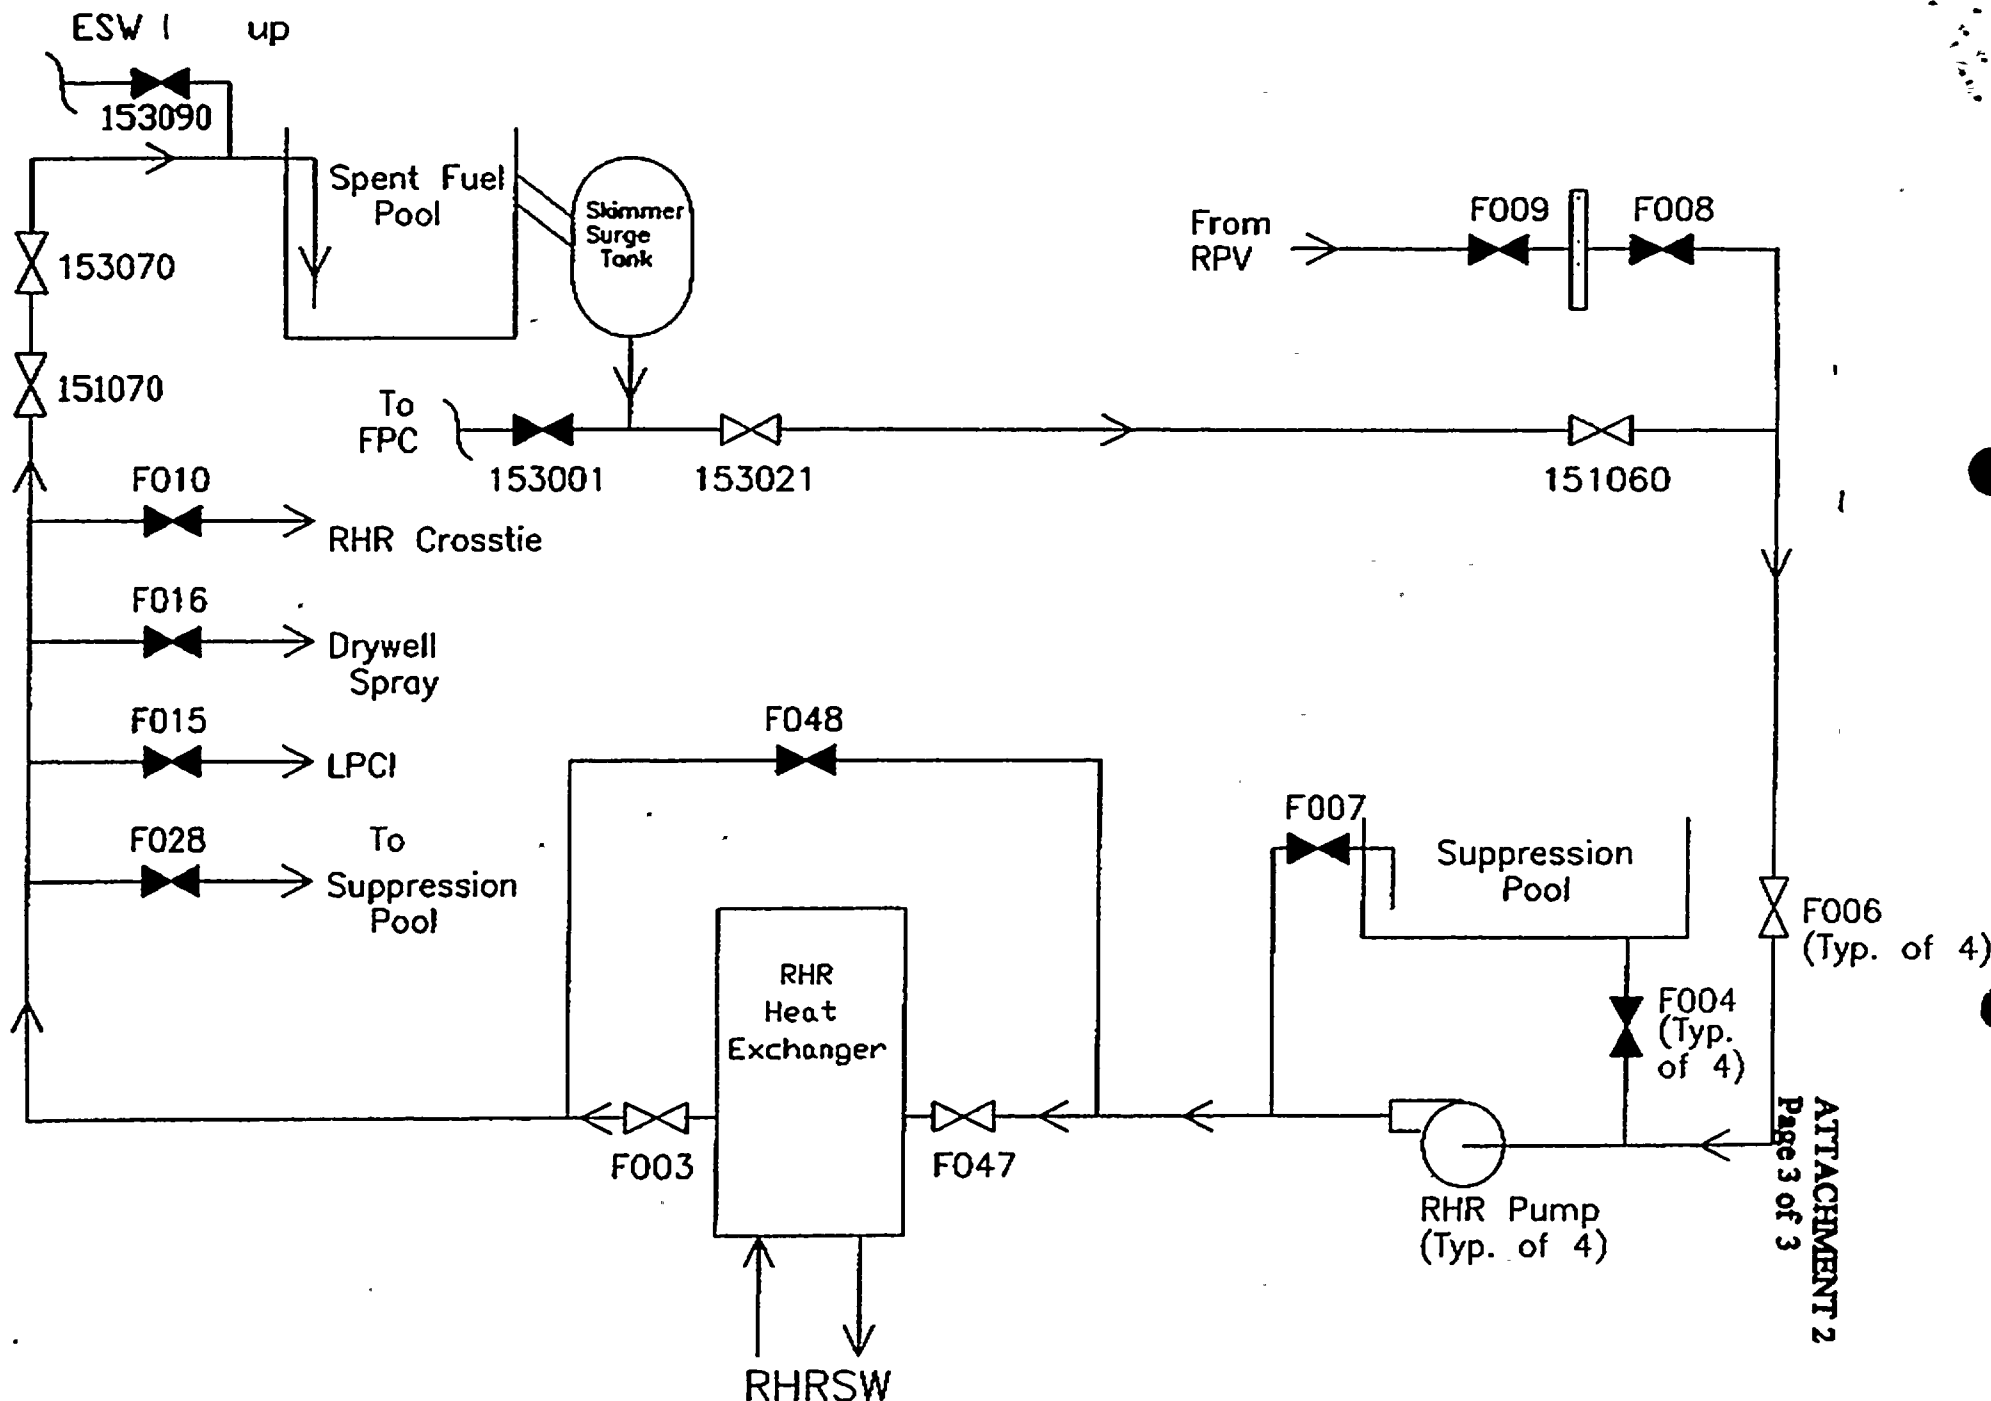 ESW up
153090
Spent Fuel
Pool
Skimmer
Surge
Tank
From
RPV
F009
F008
153070
151070
To
FPC
153001
153021
151060
F010
RHR Crosstie
F016
Drywell
Spray
F015
LPCI
F028
To
Suppression
Pool
F048
F007
Suppression
Pool
F006
(Typ. of 4)
F004
(Typ.
of 4)
RHR
Heat
Exchanger
F003
F047
RHR Pump
(Typ. of 4)
RHRSW
ATTACHMENT 2
Page 3 of 3